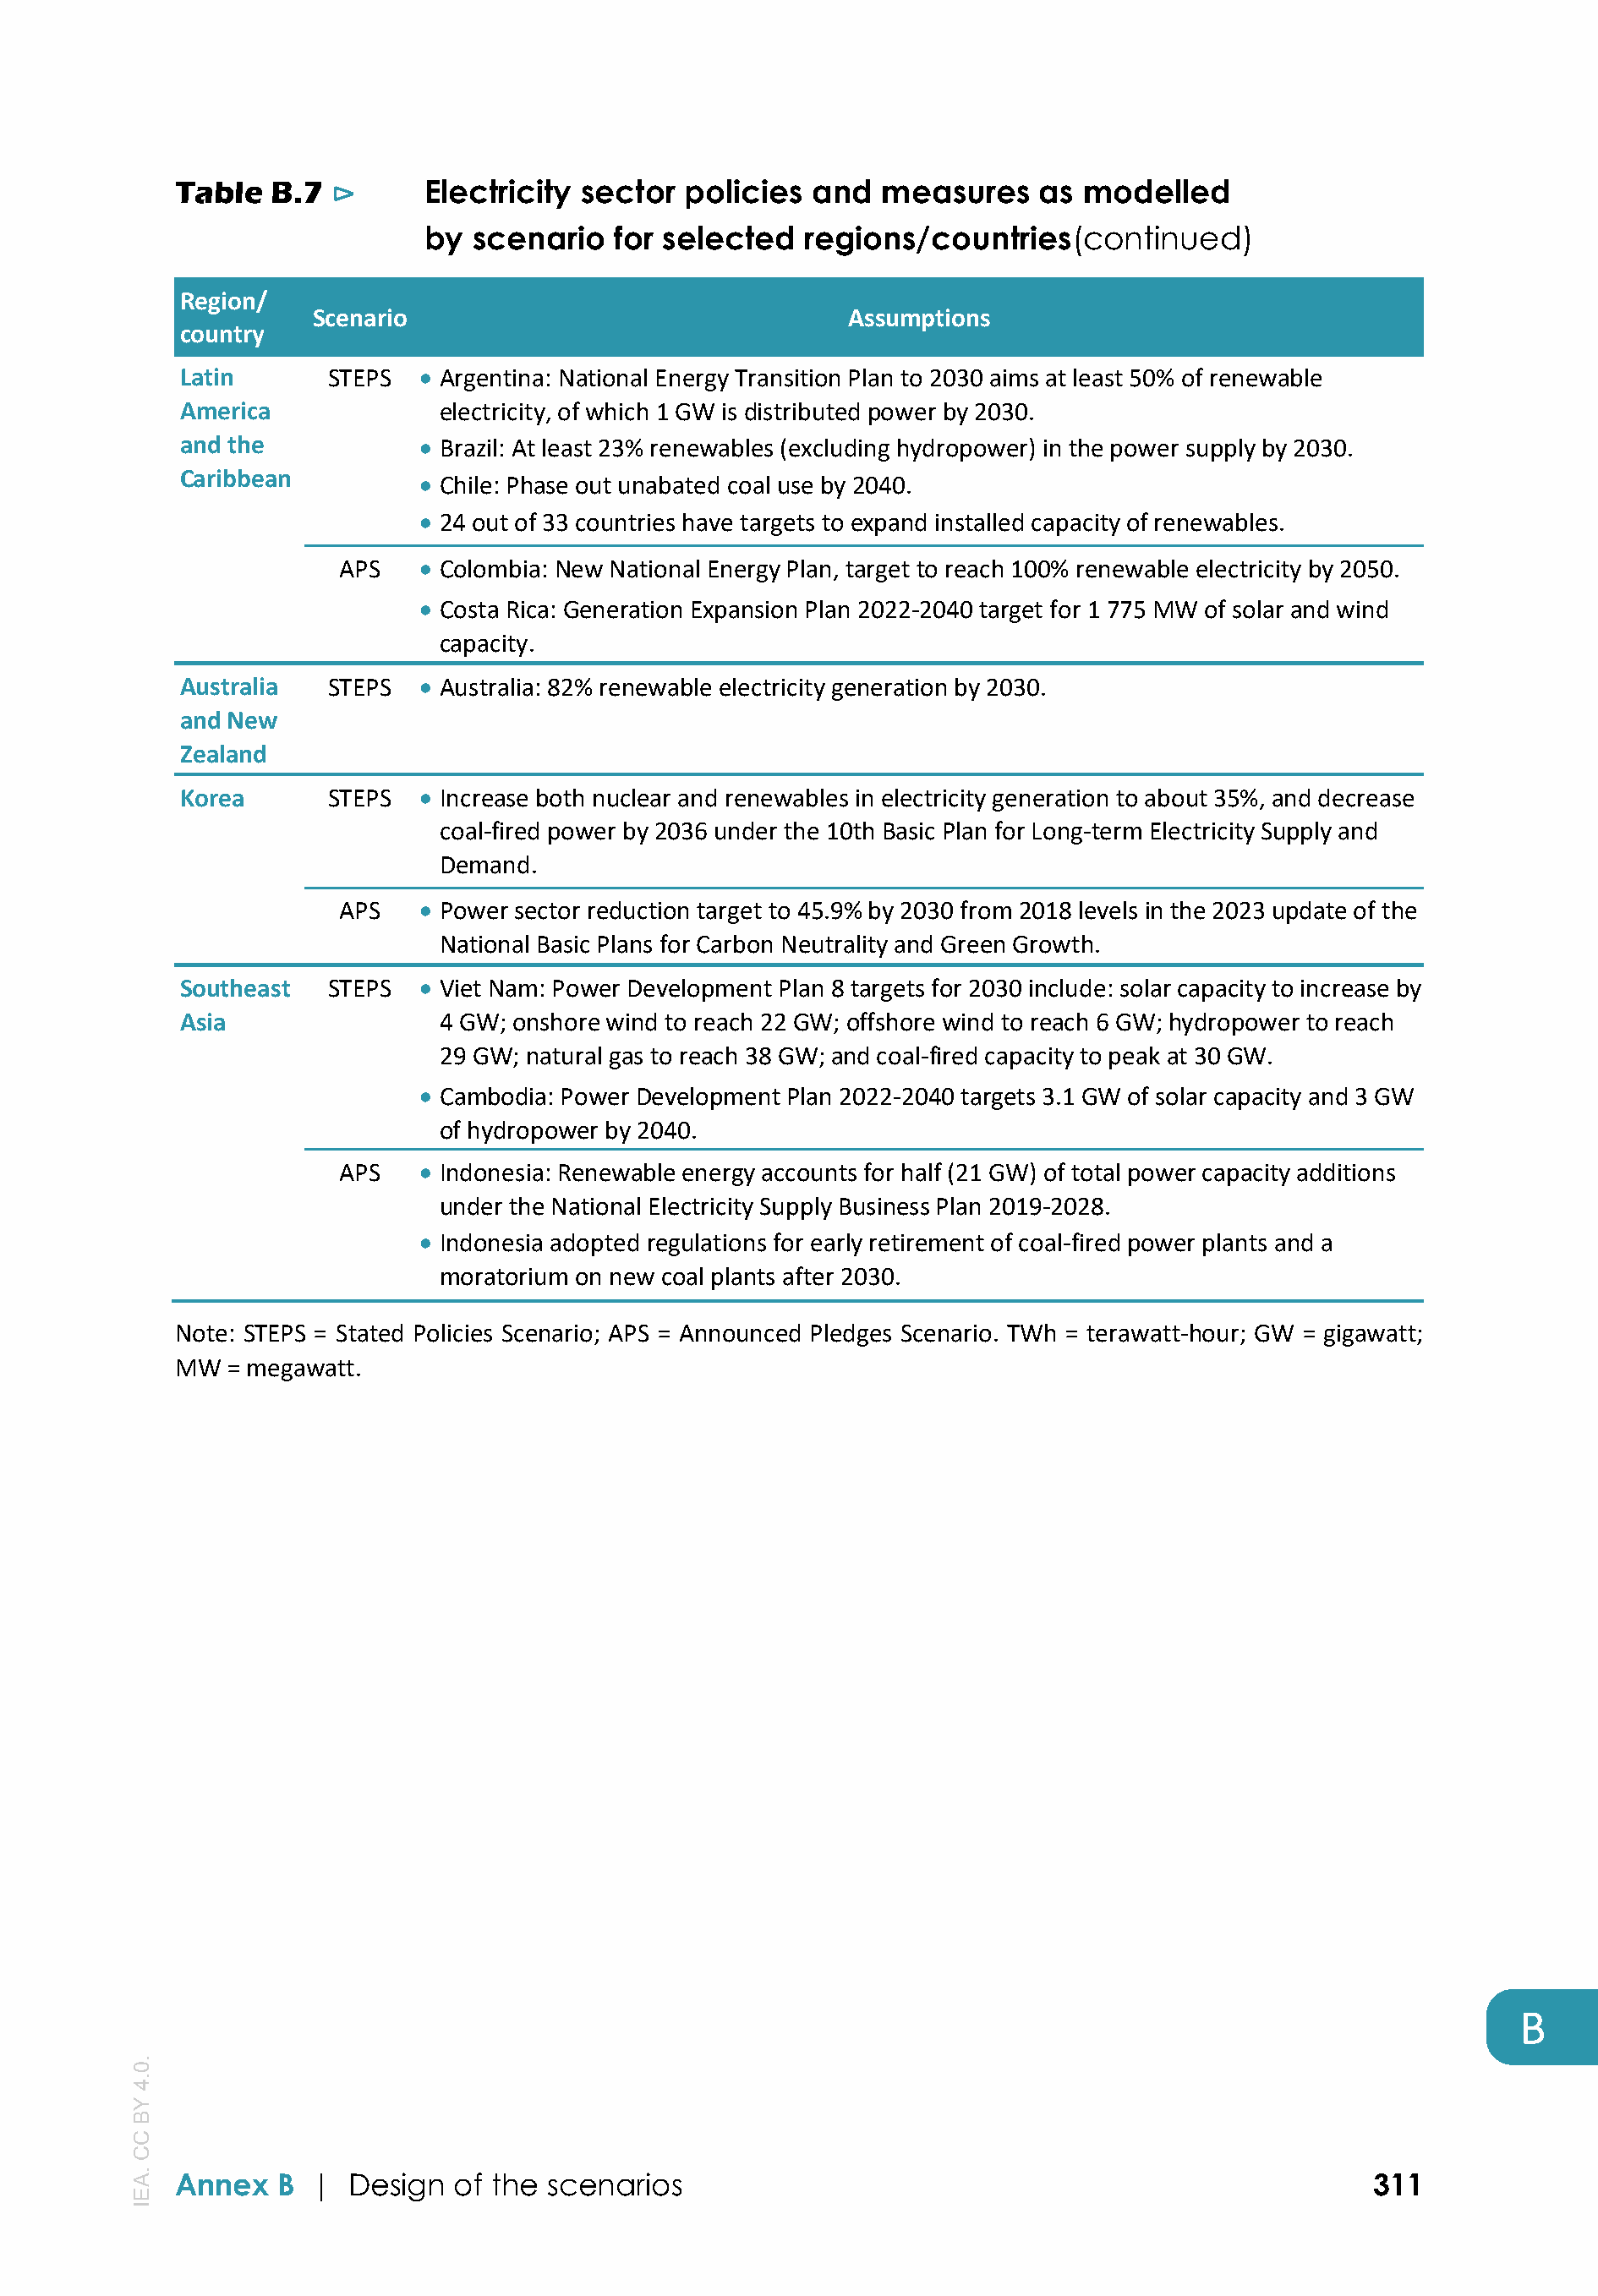 Table B.7 ⊳ Electricity sector policies and measures as modelled
by scenario for selected regions/countries (continued)
Region/
country
Scenario
Assumptions
Latin
America
and the
Caribbean
STEPS
• Argentina: National Energy Transition Plan to 2030 aims at least 50% of renewable
electricity, of which 1 GW is distributed power by 2030.
• Brazil: At least 23% renewables (excluding hydropower) in the power supply by 2030.
• Chile: Phase out unabated coal use by 2040.
• 24 out of 33 countries have targets to expand installed capacity of renewables.
APS
• Colombia: New National Energy Plan, target to reach 100% renewable electricity by 2050.
• Costa Rica: Generation Expansion Plan 2022-2040 target for 1 775 MW of solar and wind
capacity.
Australia
and New
Zealand
STEPS
• Australia: 82% renewable electricity generation by 2030.
Korea
STEPS
• Increase both nuclear and renewables in electricity generation to about 35%, and decrease
coal-fired power by 2036 under the 10th Basic Plan for Long-term Electricity Supply and
Demand.
APS
• Power sector reduction target to 45.9% by 2030 from 2018 levels in the 2023 update of the
National Basic Plans for Carbon Neutrality and Green Growth.
Southeast
Asia
STEPS
• Viet Nam: Power Development Plan 8 targets for 2030 include: solar capacity to increase by
4 GW; onshore wind to reach 22 GW; offshore wind to reach 6 GW; hydropower to reach
29 GW; natural gas to reach 38 GW; and coal-fired capacity to peak at 30 GW.
• Cambodia: Power Development Plan 2022-2040 targets 3.1 GW of solar capacity and 3 GW
of hydropower by 2040.
APS
• Indonesia: Renewable energy accounts for half (21 GW) of total power capacity additions
under the National Electricity Supply Business Plan 2019-2028.
• Indonesia adopted regulations for early retirement of coal-fired power plants and a
moratorium on new coal plants after 2030.
Note: STEPS = Stated Policies Scenario; APS = Announced Pledges Scenario. TWh = terawatt-hour; GW = gigawatt;
MW = megawatt.
B
IEA. CC BY 4.0.
Annex B | Design of the scenarios 311